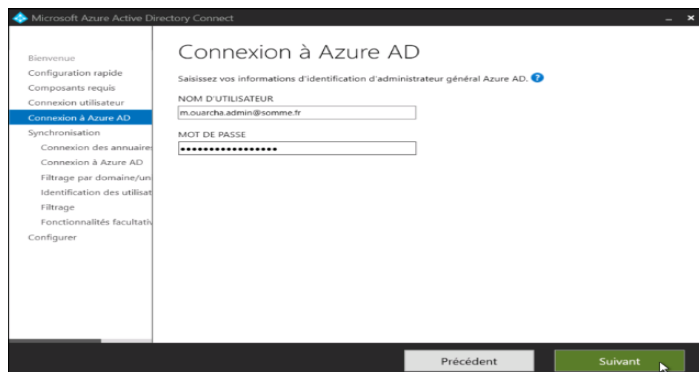 Microsoft Azure Active Directory Connect
Bienvenue
Configuration rapide
Composants requis
Connexion utilisateur
Connexion à Azure AD
Synchronisation
Connexion des annuaires
Connexion à Azure AD
Filtrage par domaine/un
Identification des utilisat
Filtrage
Fonctionnalités facultativ
Configurer
Connexion à Azure AD
Saisissez vos informations d'identification d'administrateur général Azure AD. ?
NOM D'UTILISATEUR
m.ouarcha.admin@somme.fr
MOT DE PASSE
•••••••••••••••••
Précédent
Suivant